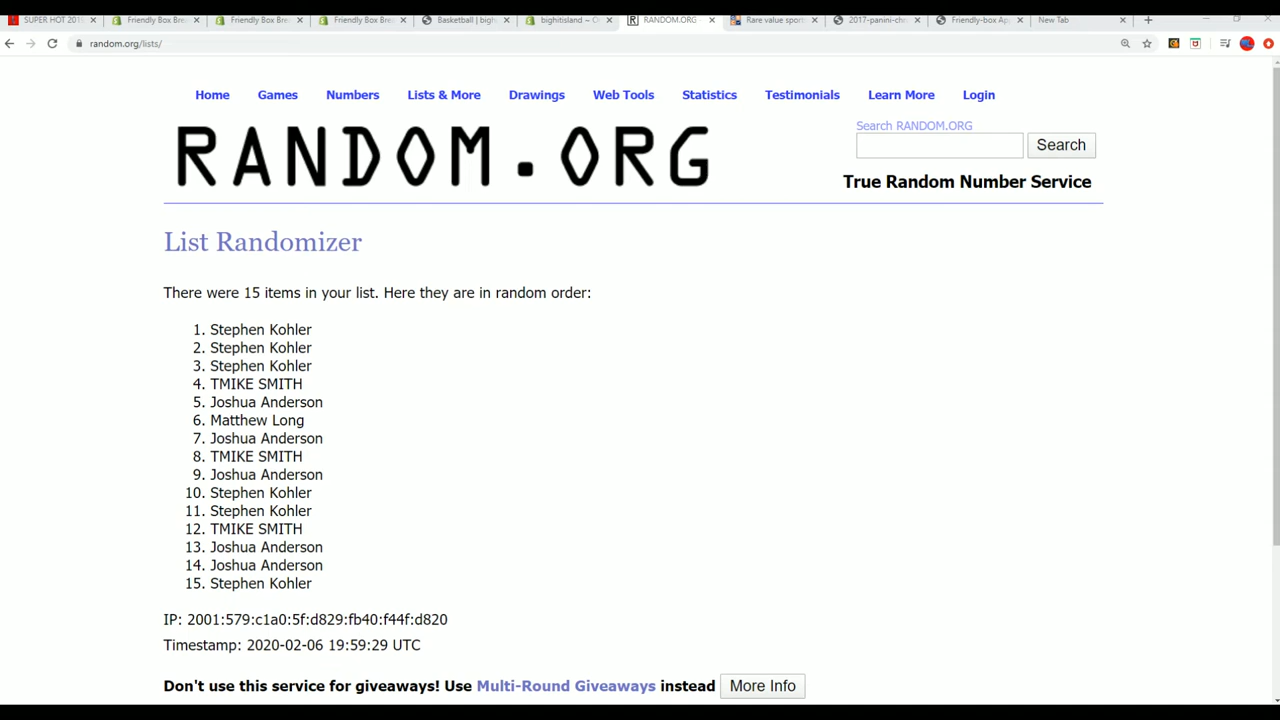 SUPER HOT 201
Friendly Box Brea
Friendly Box Brea
Friendly Box Brea
Basketball | bigh
bighitisland ~ O
RANDOM.ORG
Rare value sport
2017-panini-chr
Friendly-box Ap
New Tab
random.org/lists/
Home Games Numbers Lists & More Drawings Web Tools Statistics Testimonials Learn More Login
RANDOM.ORG
Search RANDOM.ORG
Search
True Random Number Service
List Randomizer
There were 15 items in your list. Here they are in random order:
1. Stephen Kohler
2. Stephen Kohler
3. Stephen Kohler
4. TMIKE SMITH
5. Joshua Anderson
6. Matthew Long
7. Joshua Anderson
8. TMIKE SMITH
9. Joshua Anderson
10. Stephen Kohler
11. Stephen Kohler
12. TMIKE SMITH
13. Joshua Anderson
14. Joshua Anderson
15. Stephen Kohler
IP: 2001:579:c1a0:5f:d829:fb40:f44f:d820
Timestamp: 2020-02-06 19:59:29 UTC
Don't use this service for giveaways! Use Multi-Round Giveaways instead More Info